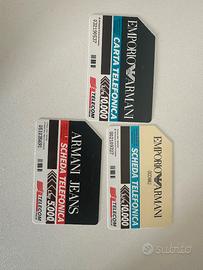 EMPORIO ARMANI
CARTA TELEFONICA
£.10.000
TELECOM
ARMANI JEANS
SCHEDA TELEFONICA
£.5.000
TELECOM
EMPORIO ARMANI
SCHEDA TELEFONICA
£.10.000
TELECOM
subito